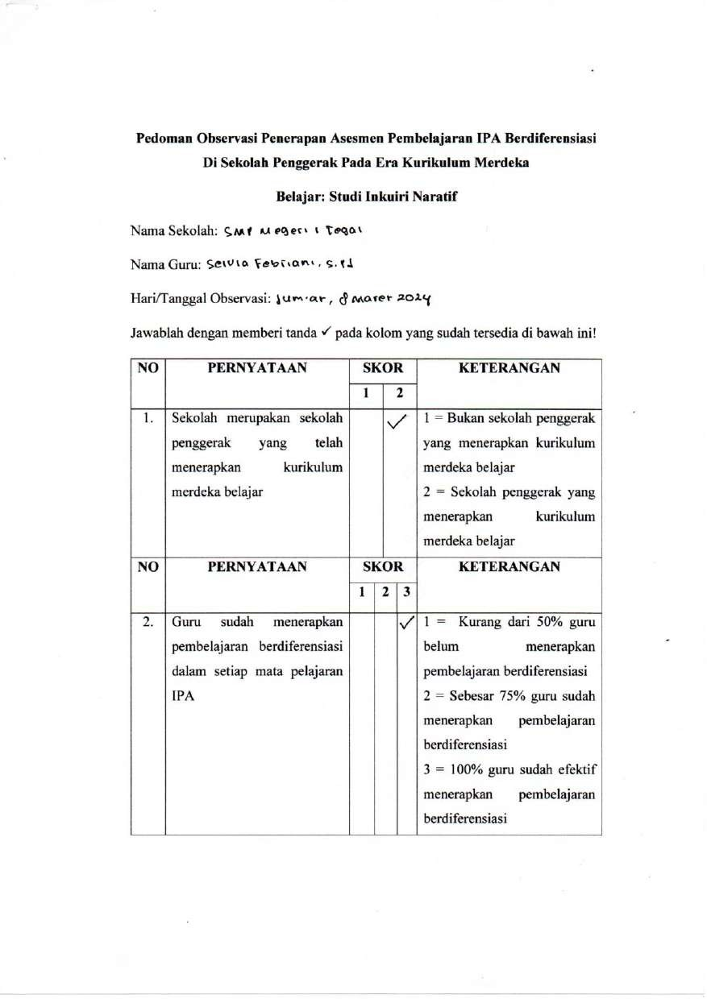 Pedoman Observasi Penerapan Asesmen Pembelajaran IPA Berdiferensiasi
Di Sekolah Penggerak Pada Era Kurikulum Merdeka
Belajar: Studi Inkuiri Naratif
Nama Sekolah: SMP Negeri 1 Tegal
Nama Guru: Selvia Febriani, S.Pd
Hari/Tanggal Observasi: Jum'at, 8 Maret 2024
Jawablah dengan memberi tanda ✓ pada kolom yang sudah tersedia di bawah ini!
NO PERNYATAAN SKOR KETERANGAN
1 2
1. Sekolah merupakan sekolah ✓ 1 = Bukan sekolah penggerak
penggerak yang telah yang menerapkan kurikulum
menerapkan kurikulum merdeka belajar
merdeka belajar 2 = Sekolah penggerak yang
menerapkan kurikulum
merdeka belajar
NO PERNYATAAN SKOR KETERANGAN
1 2 3
2. Guru sudah menerapkan ✓ 1 = Kurang dari 50% guru
pembelajaran berdiferensiasi belum menerapkan
dalam setiap mata pelajaran pembelajaran berdiferensiasi
IPA 2 = Sebesar 75% guru sudah
menerapkan pembelajaran
berdiferensiasi
3 = 100% guru sudah efektif
menerapkan pembelajaran
berdiferensiasi